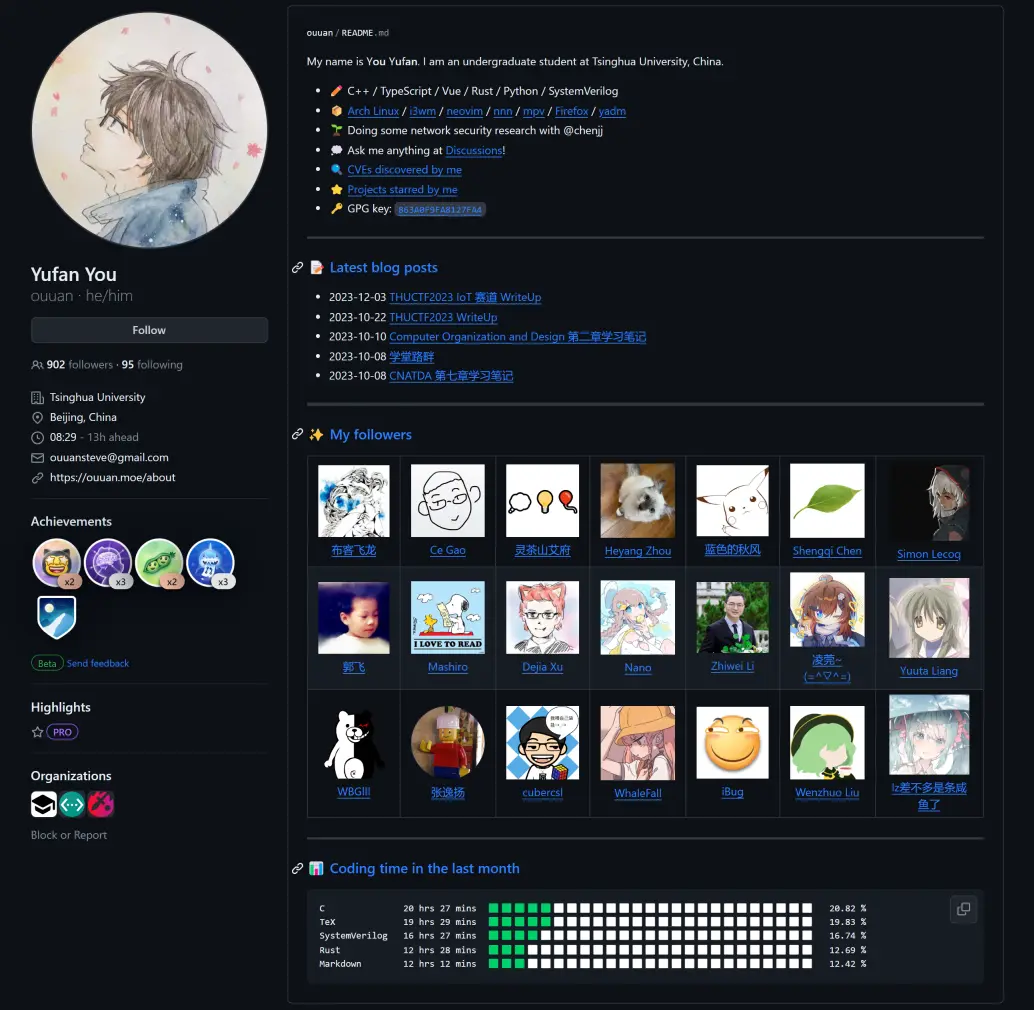 Yufan You
ouuan · he/him
Follow
902 followers · 95 following
Tsinghua University
Beijing, China
08:29 - 13h ahead
ouuansteve@gmail.com
https://ouuan.moe/about
Achievements
x2
x3
x2
x3
Beta Send feedback
Highlights
PRO
Organizations
Block or Report
ouuan / README.md
My name is You Yufan. I am an undergraduate student at Tsinghua University, China.
C++ / TypeScript / Vue / Rust / Python / SystemVerilog
Arch Linux / i3wm / neovim / nnn / mpv / Firefox / yadm
Doing some network security research with @chenjj
Ask me anything at Discussions!
CVEs discovered by me
Projects starred by me
GPG key: B63A0F9FA8127FA4
Latest blog posts
2023-12-03 THUCTF2023 IoT 赛道 WriteUp
2023-10-22 THUCTF2023 WriteUp
2023-10-10 Computer Organization and Design 第二章学习笔记
2023-10-08 学堂路畔
2023-10-08 CNATDA 第七章学习笔记
My followers
布客飞龙
Ce Gao
灵茶山艾府
Heyang Zhou
蓝色的秋风
Shengqi Chen
Simon Lecoq
I LOVE TO READ
郭飞
Mashiro
Dejia Xu
Nano
Zhiwei Li
凌莞~
(=^▽^=)
Yuuta Liang
WBGlIl
张逸扬
cubercsl
WhaleFall
iBug
Wenzhuo Liu
lz差不多是条咸
鱼了
Coding time in the last month
C 20 hrs 27 mins 20.82 %
TeX 19 hrs 29 mins 19.83 %
SystemVerilog 16 hrs 27 mins 16.74 %
Rust 12 hrs 28 mins 12.69 %
Markdown 12 hrs 12 mins 12.42 %